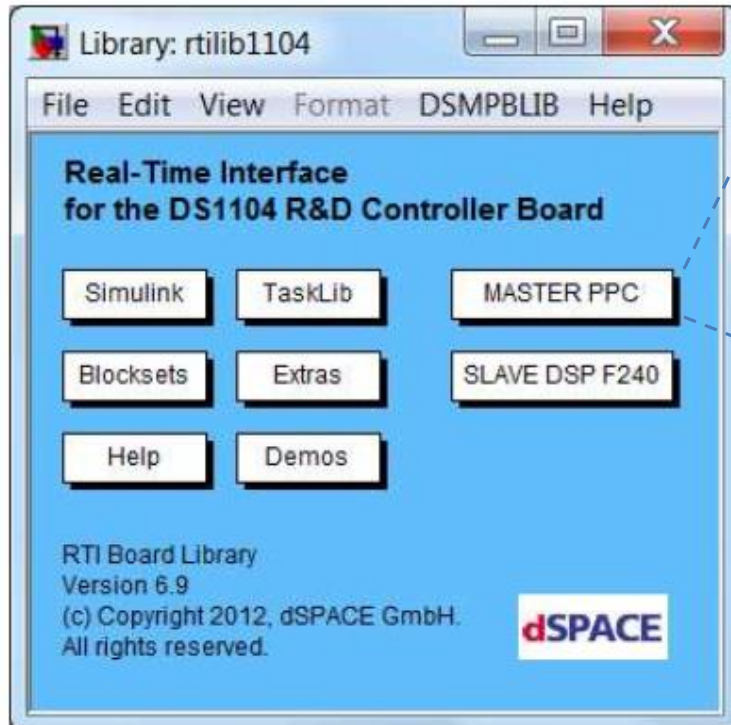 Library: rtilib1104
File Edit View Format DSMPBLIB Help
Real-Time Interface
for the DS1104 R&D Controller Board
Simulink TaskLib MASTER PPC
Blocksets Extras SLAVE DSP F240
Help Demos
RTI Board Library
Version 6.9
(c) Copyright 2012, dSPACE GmbH.
All rights reserved.
dSPACE